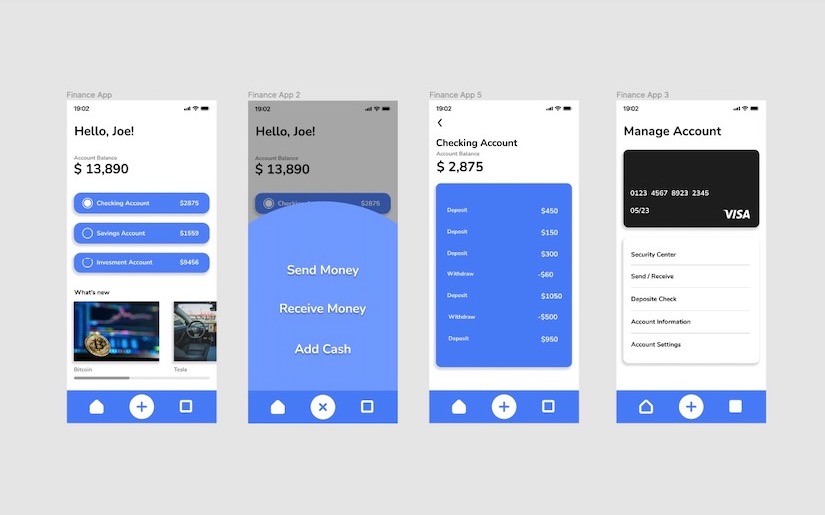 Finance App
19:02
Hello, Joe!
Account Balance
$ 13,890
Checking Account $2875
Savings Account $1559
Invesment Account $9456
What's new
Bitcoin Tesla
Finance App 2
19:02
Hello, Joe!
Account Balance
$ 13,890
$2875
Send Money
Receive Money
Add Cash
Finance App 5
19:02
Checking Account
Account Balance
$ 2,875
Deposit $450
Deposit $150
Deposit $300
Withdraw -$60
Deposit $1050
Withdraw -$500
Deposit $950
Finance App 3
19:02
Manage Account
0123 4567 8923 2345
05/23 VISA
Security Center
Send / Receive
Deposite Check
Account Information
Account Settings